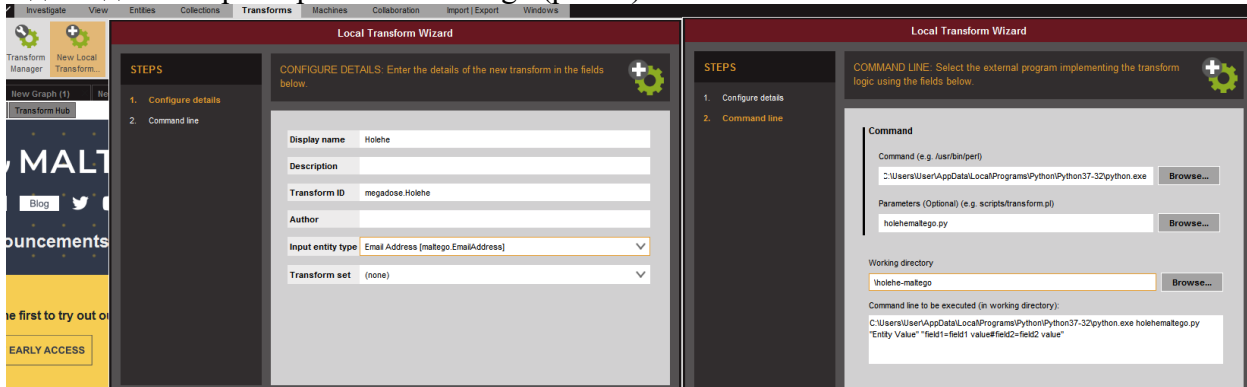 Investigate View Entities Collections Transforms Machines Collaboration Import | Export Windows
Transform Manager
New Local Transform...
New Graph (1)
Transform Hub
MALT
Blog
ouncements
e first to try out ou
EARLY ACCESS
Local Transform Wizard
STEPS
1. Configure details
2. Command line
CONFIGURE DETAILS: Enter the details of the new transform in the fields
below.
Display name Holehe
Description
Transform ID megadose.Holehe
Author
Input entity type Email Address [maltego.EmailAddress]
Transform set (none)
Local Transform Wizard
STEPS
1. Configure details
2. Command line
COMMAND LINE: Select the external program implementing the transform
logic using the fields below.
Command
Command (e.g. /usr/bin/perl)
C:\Users\User\AppData\Local\Programs\Python\Python37-32\python.exe Browse...
Parameters (Optional) (e.g. scripts/transform.pl)
holehemaltego.py Browse...
Working directory
\holehe-maltego Browse...
Command line to be executed (in working directory):
C:\Users\User\AppData\Local\Programs\Python\Python37-32\python.exe holehemaltego.py
"Entity Value" "field1=field1 value#field2=field2 value"